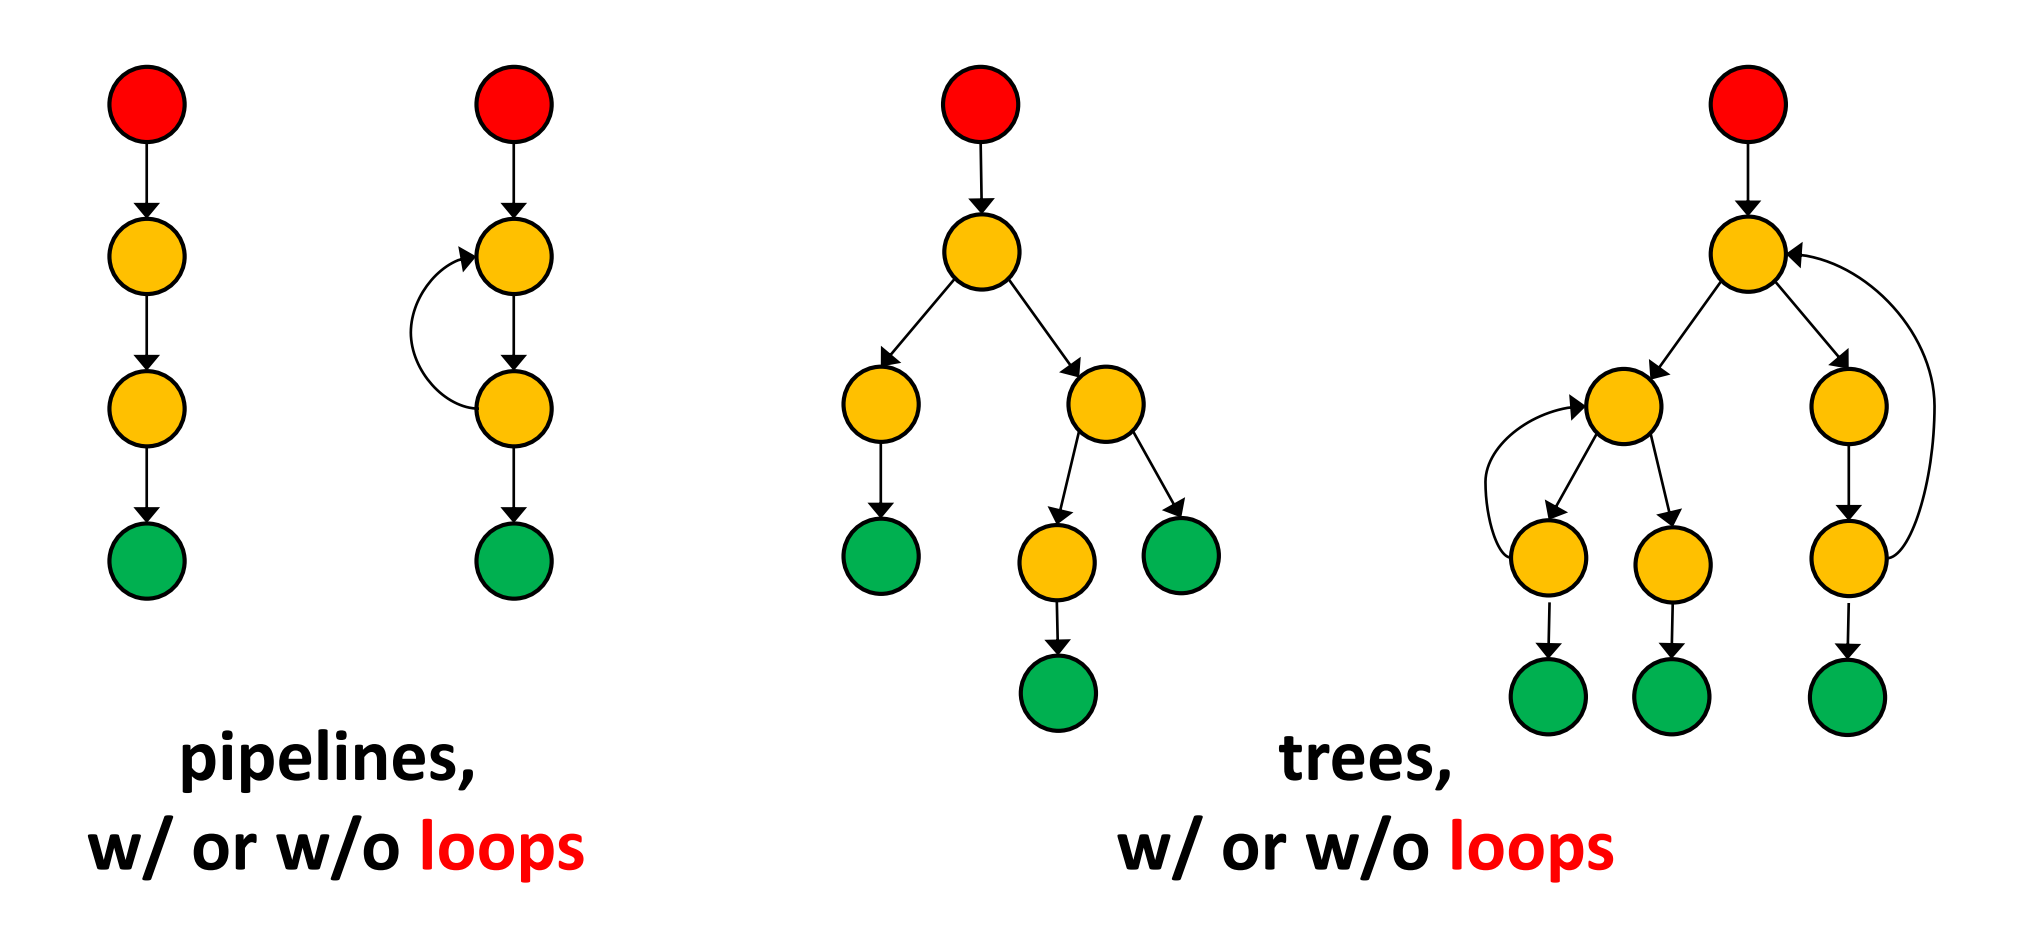 pipelines,
w/ or w/o loops
trees,
w/ or w/o loops